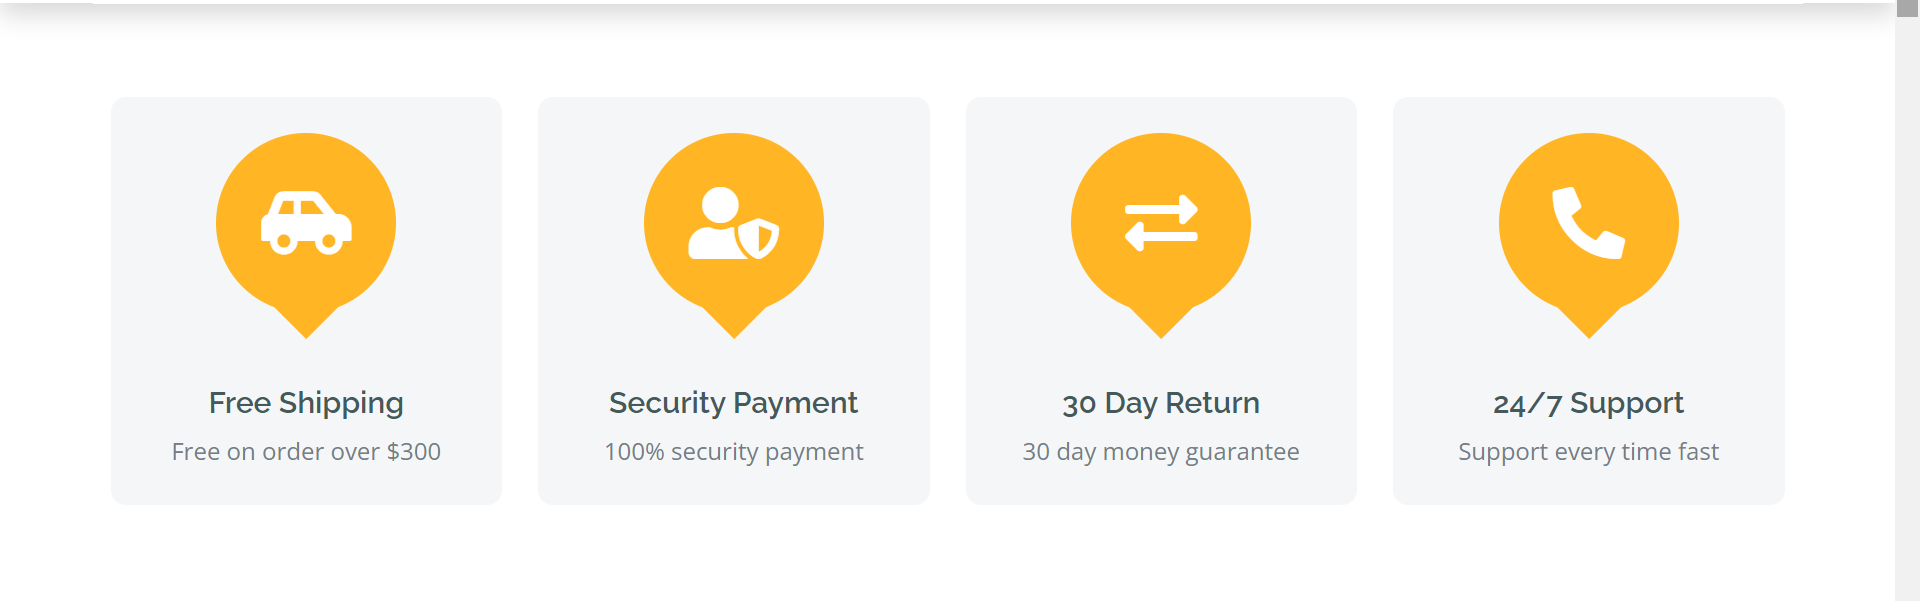 Free Shipping
Free on order over $300
Security Payment
100% security payment
30 Day Return
30 day money guarantee
24/7 Support
Support every time fast